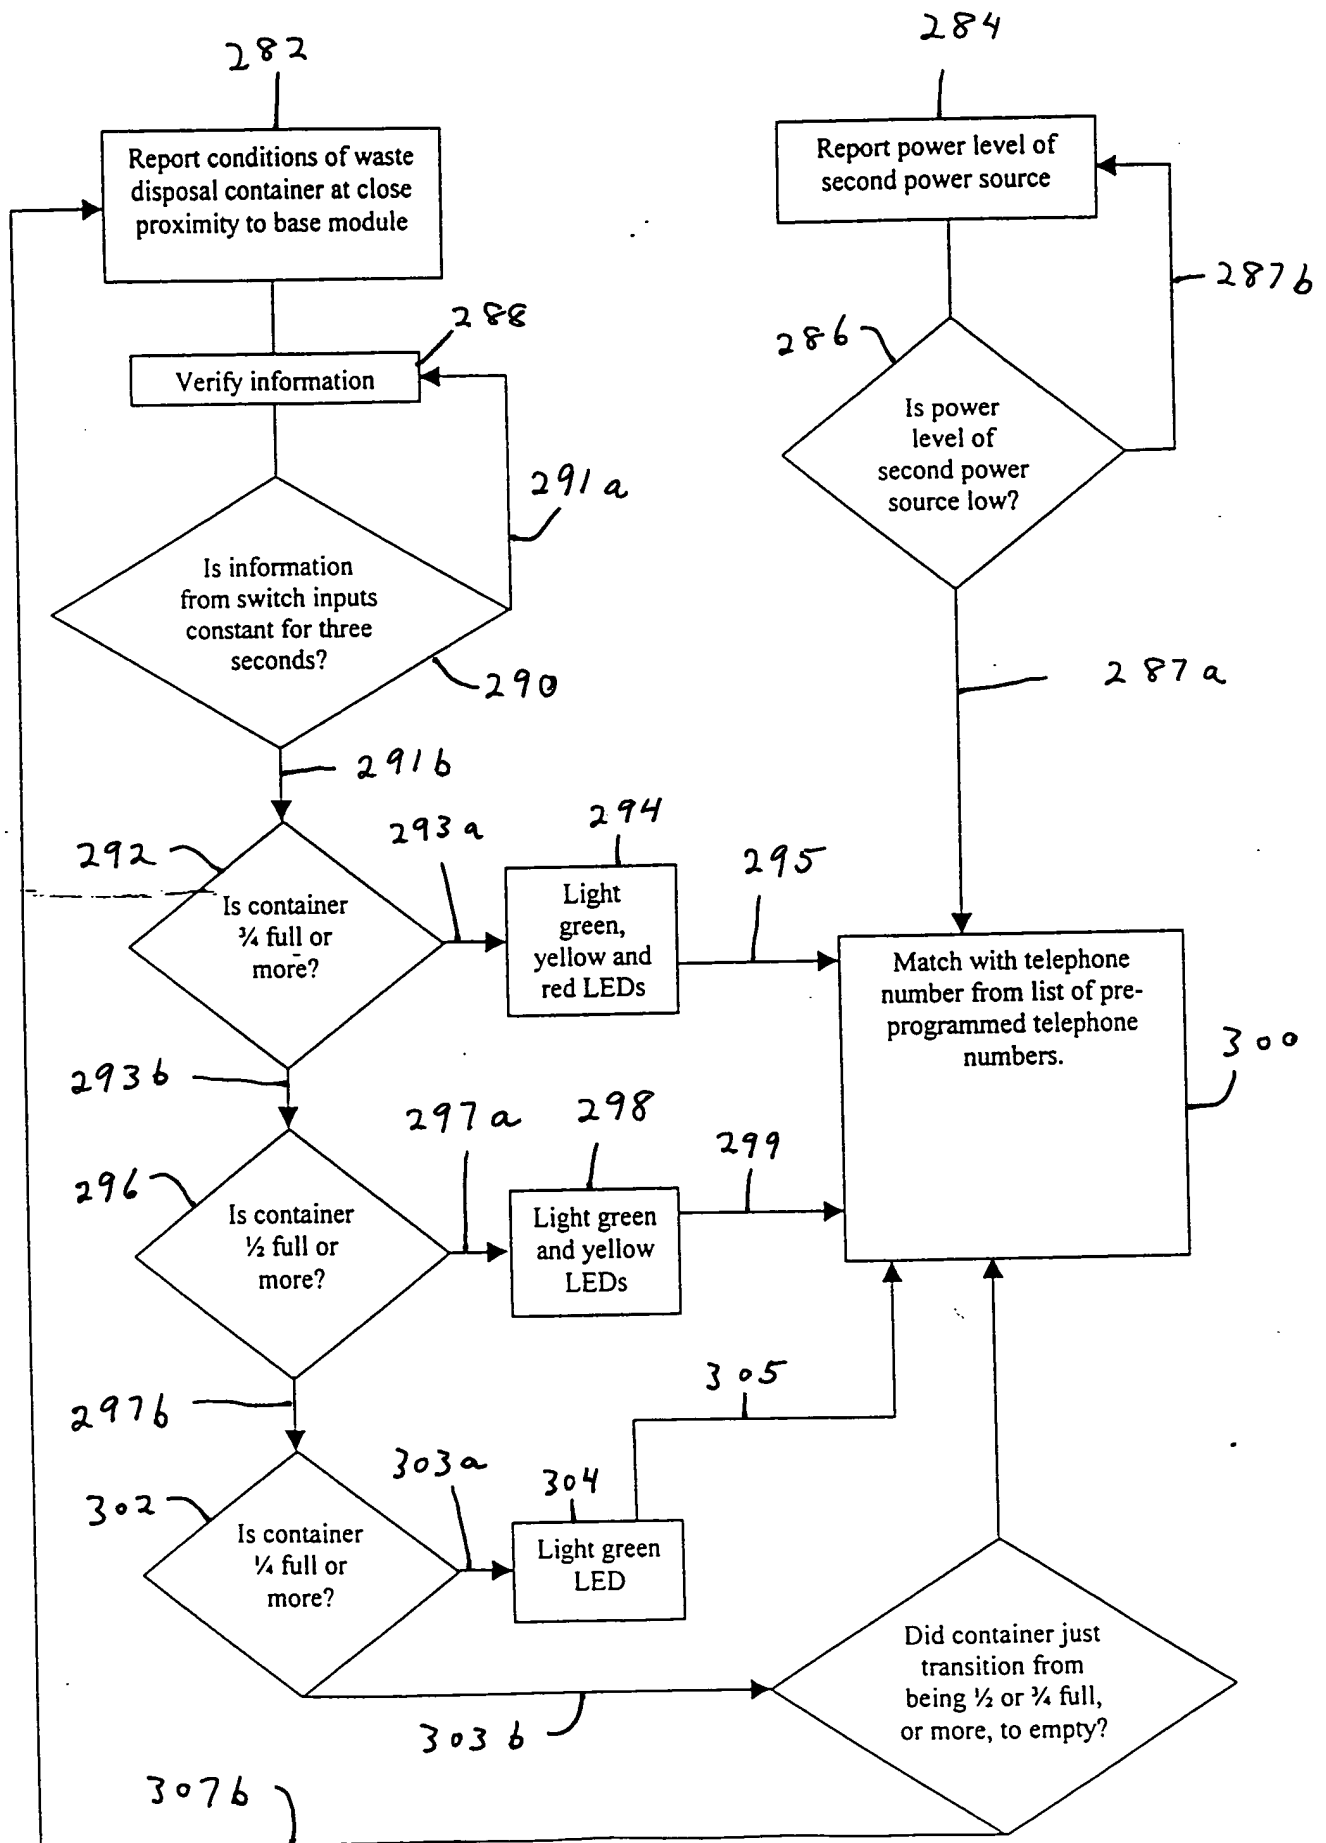 282
284
Report conditions of waste
disposal container at close
proximity to base module
Report power level of
second power source
287b
288
286
Verify information
Is power
level of
second power
source low?
291a
Is information
from switch inputs
constant for three
seconds?
290
287a
291b
292
293a
294
295
Is container
¾ full or
more?
Light
green,
yellow and
red LEDs
Match with telephone
number from list of pre-
programmed telephone
numbers.
300
293b
297a
298
299
296
Is container
½ full or
more?
Light green
and yellow
LEDs
305
297b
303a
304
302
Is container
¼ full or
more?
Light green
LED
Did container just
transition from
being ½ or ¾ full,
or more, to empty?
303b
307b